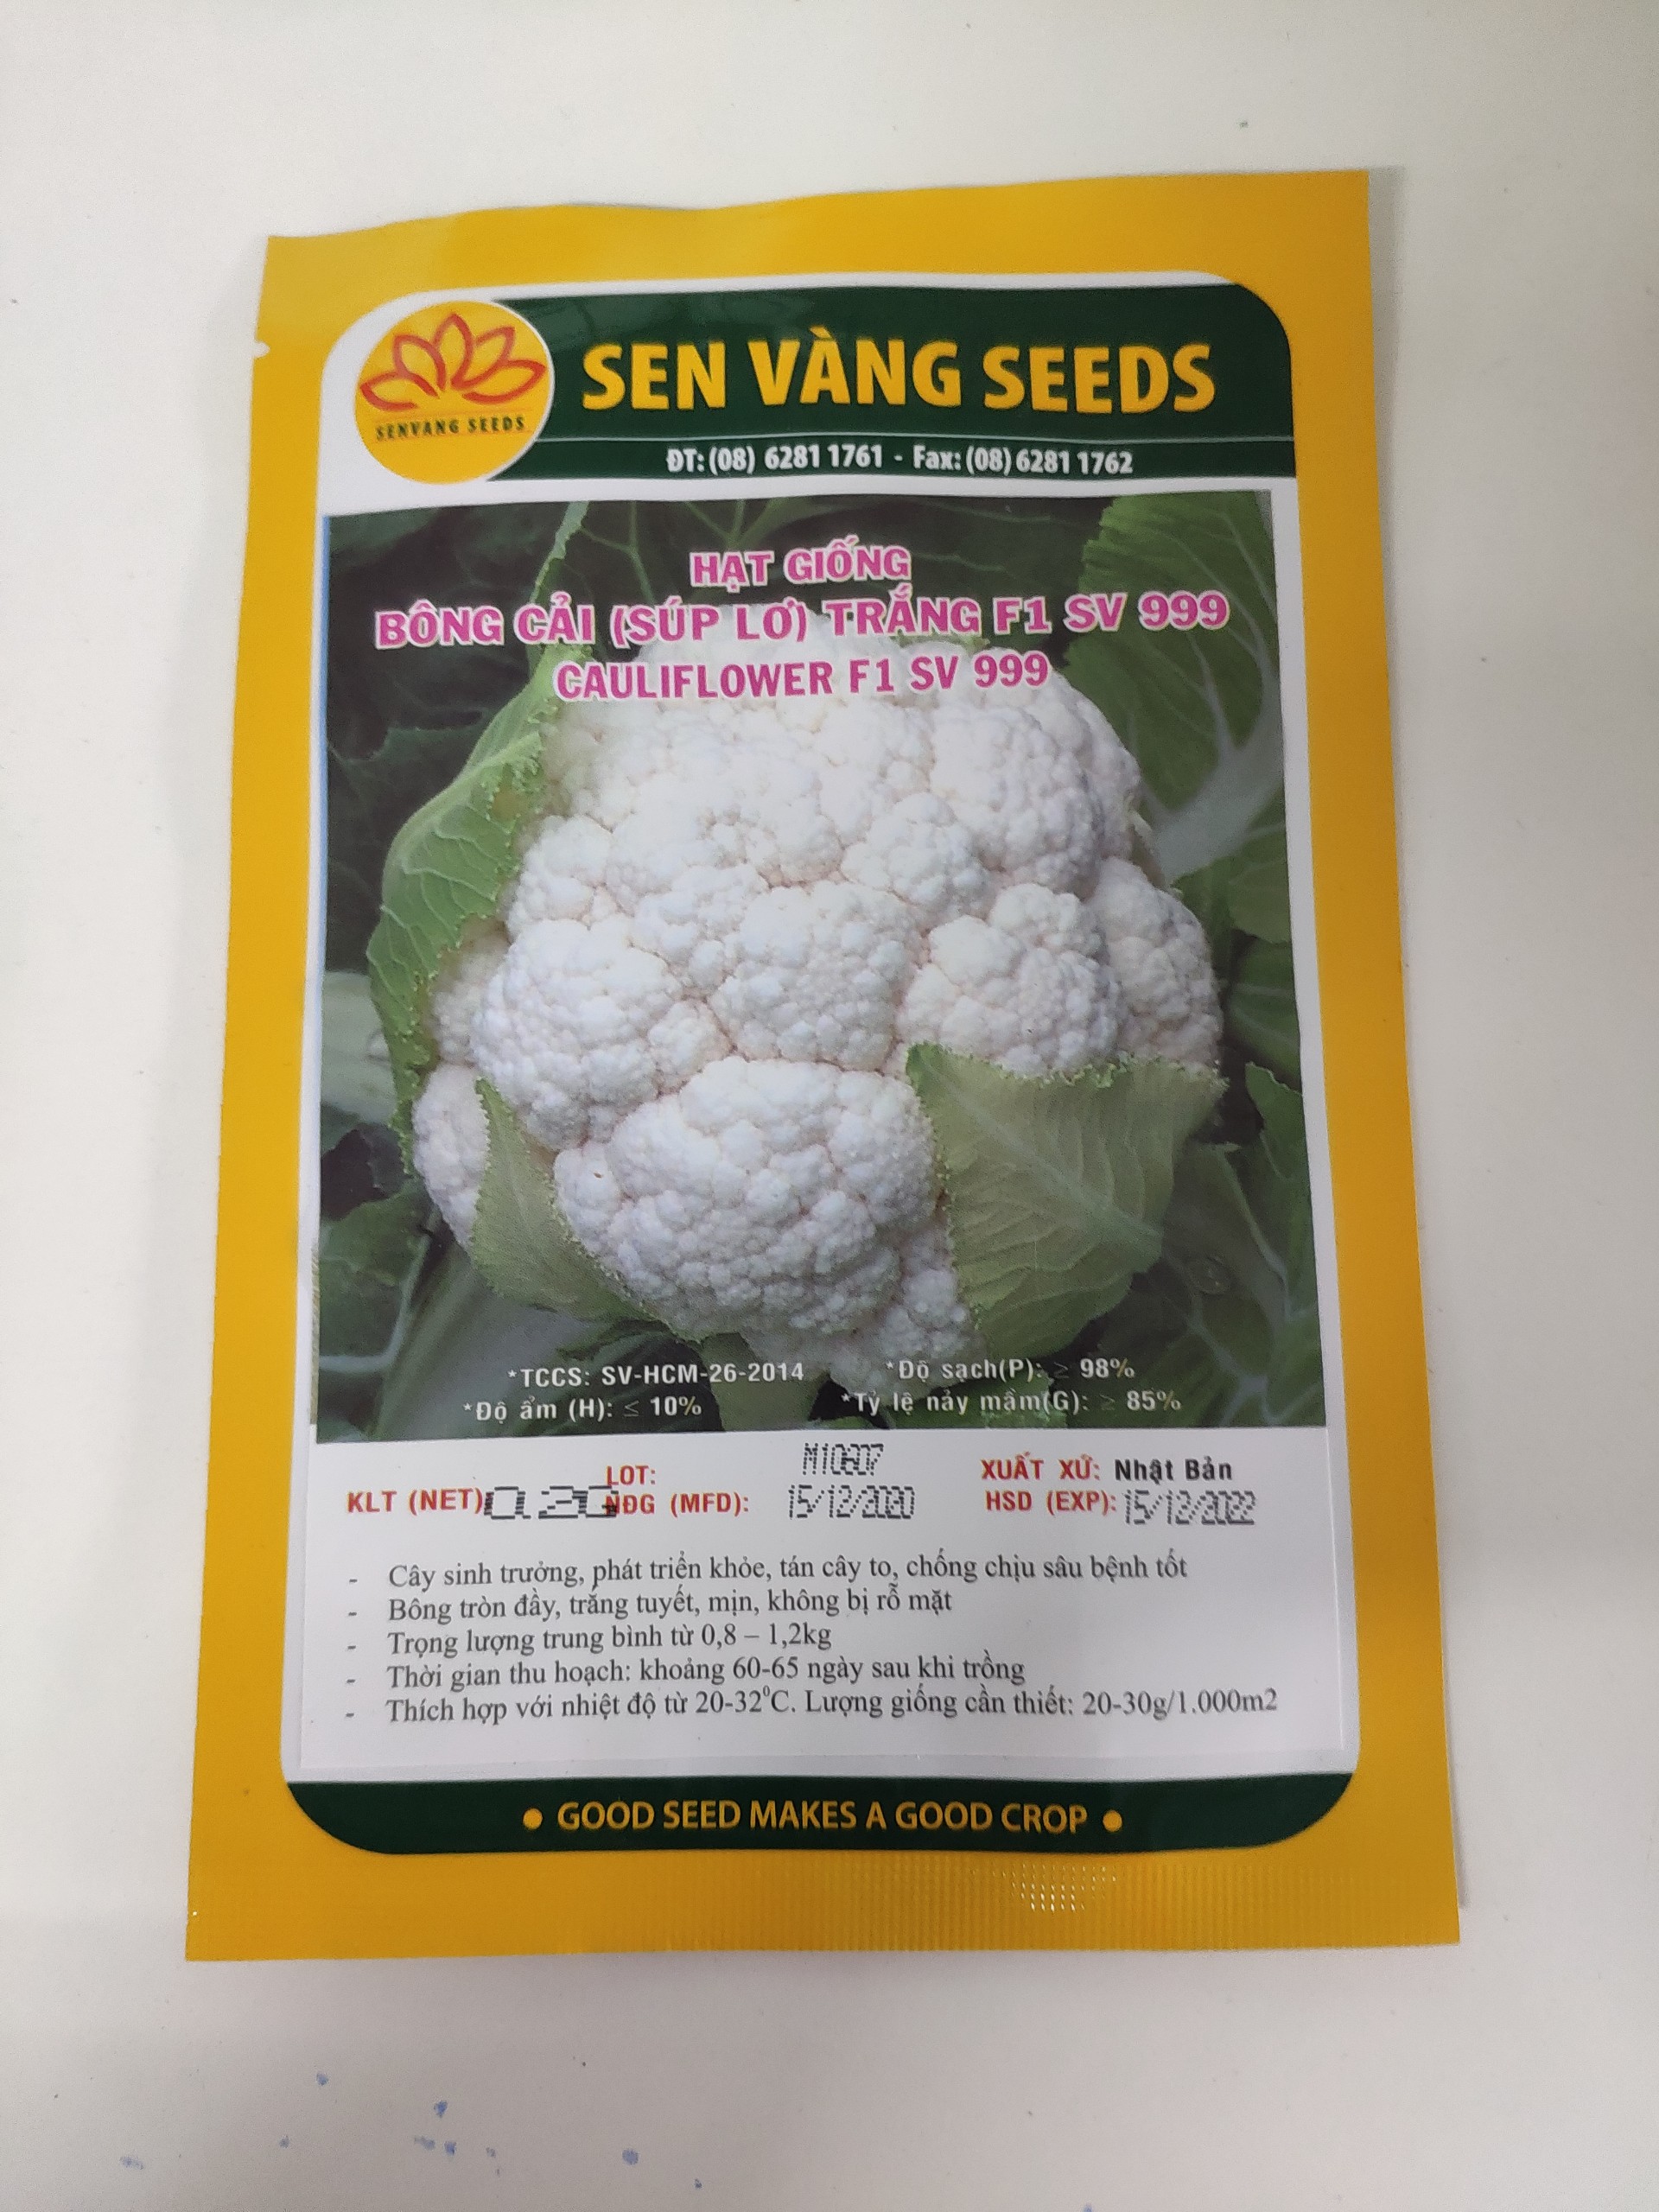 SENVANG SEEDS
SEN VÀNG SEEDS
ĐT: (08) 6281 1761 - Fax: (08) 6281 1762
HẠT GIỐNG
BÔNG CẢI (SÚP LƠ) TRẮNG F1 SV 999
CAULIFLOWER F1 SV 999
*TCCS: SV-HCM-26-2014 *Độ sạch(P): ≥ 98%
*Độ ẩm (H): ≤ 10% *Tỷ lệ nảy mầm(G): ≥ 85%
LOT: XUẤT XỨ: Nhật Bản
KLT (NET) NĐG (MFD): 15/12/2020 HSD (EXP): 15/12/2022
- Cây sinh trưởng, phát triển khỏe, tán cây to, chống chịu sâu bệnh tốt
- Bông tròn đầy, trắng tuyết, mịn, không bị rỗ mặt
- Trọng lượng trung bình từ 0,8 – 1,2kg
- Thời gian thu hoạch: khoảng 60-65 ngày sau khi trồng
- Thích hợp với nhiệt độ từ 20-32⁰C. Lượng giống cần thiết: 20-30g/1.000m2
• GOOD SEED MAKES A GOOD CROP •